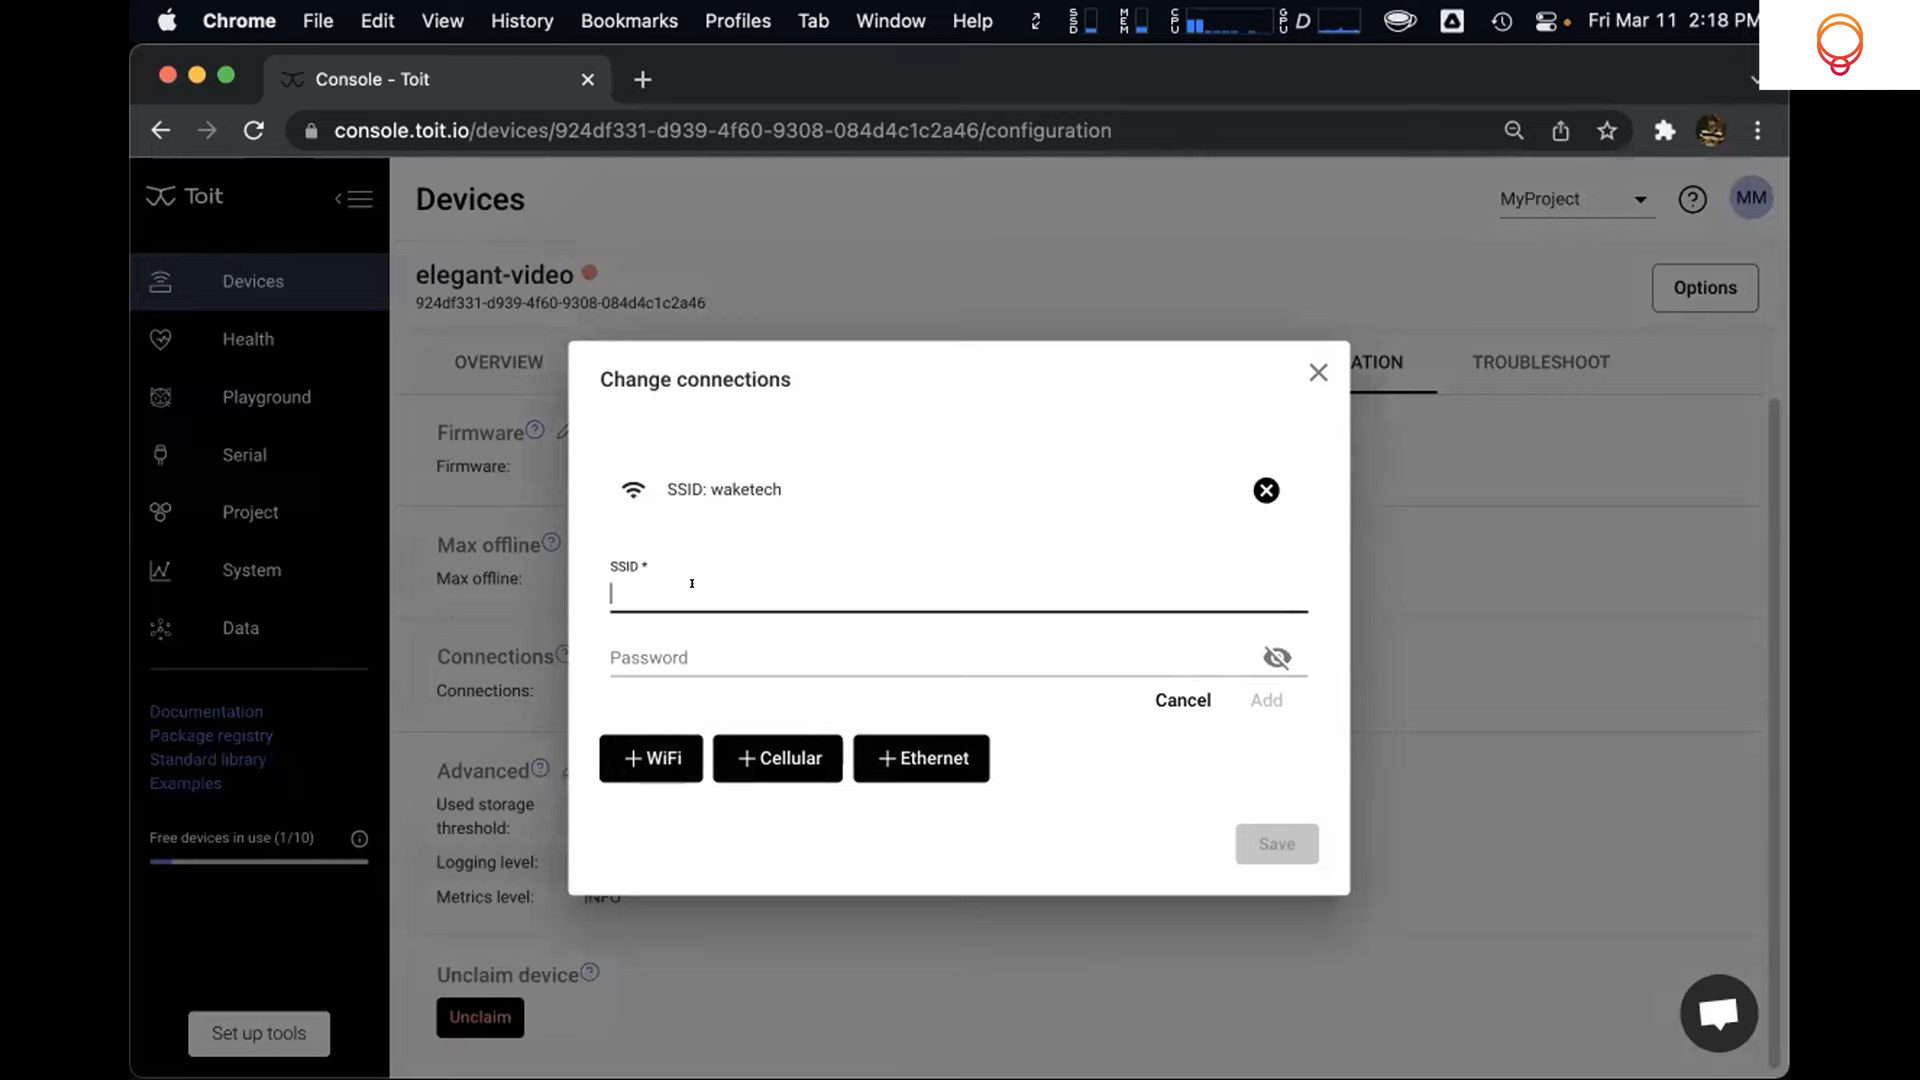 Chrome File Edit View History Bookmarks Profiles Tab Window Help SSD MEM CPU GPU D Fri Mar 11 2:18 PM
Console - Toit
console.toit.io/devices/924df331-d939-4f60-9308-084d4c1c2a46/configuration
Toit
Devices
Health
Playground
Serial
Project
System
Data
Documentation
Package registry
Standard library
Examples
Free devices in use (1/10)
Set up tools
Devices
MyProject
MM
elegant-video
924df331-d939-4f60-9308-084d4c1c2a46
Options
OVERVIEW
ATION
TROUBLESHOOT
Firmware
Firmware:
Max offline
Max offline:
Connections
Connections:
Advanced
Used storage
threshold:
Logging level:
Metrics level: INFO
Unclaim device
Unclaim
Change connections
SSID: waketech
SSID *
Password
Cancel Add
+ WiFi + Cellular + Ethernet
Save